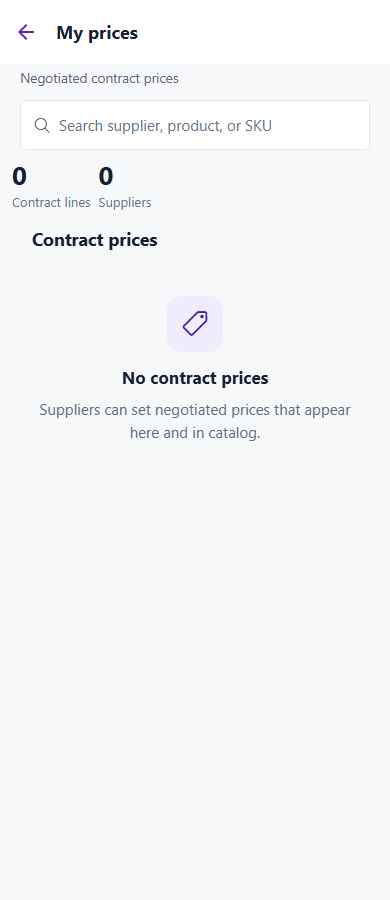 My prices
Negotiated contract prices
Search supplier, product, or SKU
0 0
Contract lines Suppliers
Contract prices
No contract prices
Suppliers can set negotiated prices that appear
here and in catalog.